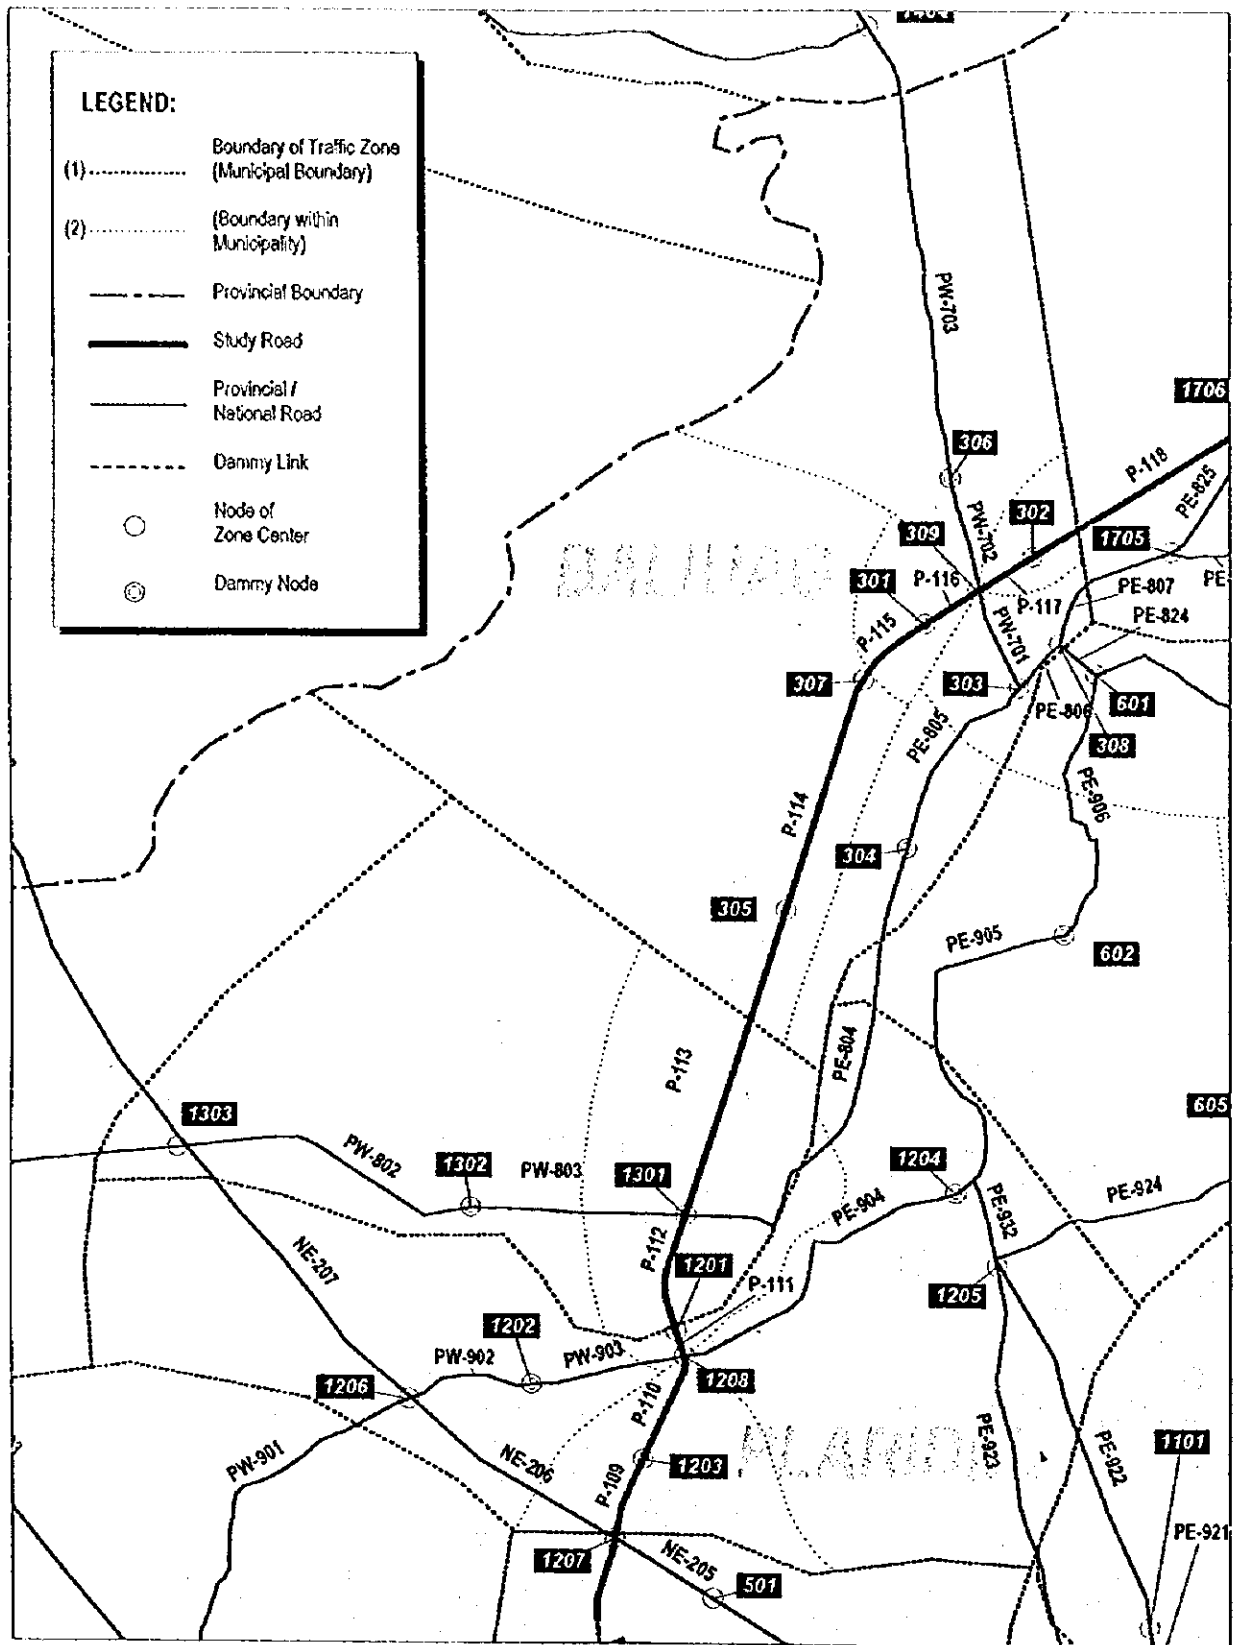 LEGEND:
(1) Boundary of Traffic Zone
(Municipal Boundary)
(2) (Boundary within
Municipality)
Provincial Boundary
Study Road
Provincial /
National Road
Dammy Link
Node of
Zone Center
Dammy Node
PW-703
1706
306
P-118
PE-825
302
PW-702
309
1705
BALIUAG
301
P-116
PE-807
PE-
P-117
PE-824
P-115
PW-701
307
303
601
PE-806
PE-805
308
PE-906
P-114
304
305
PE-905
602
PE-804
P-113
605
1303
PW-802
1302
PW-803
1301
1204
PE-924
PE-904
PE-932
P-112
NE-207
1201
P-111
1205
1202
PW-903
PW-902
1206
1208
P-110
PW-901
NE-206
1203
PE-923
PE-922
1101
P-109
PE-921
1207
NE-205
501